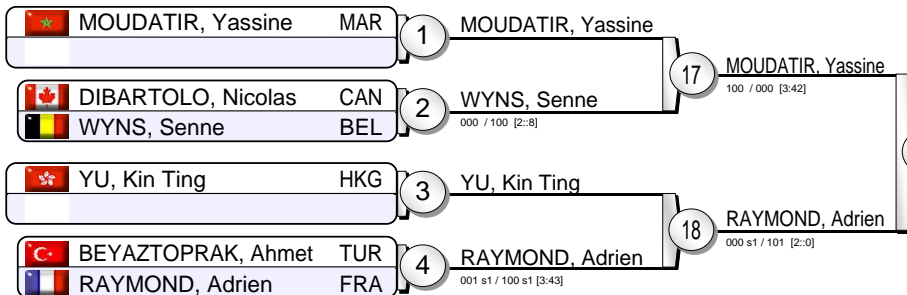 MOUDATIR, Yassine MAR
1
MOUDATIR, Yassine
17
MOUDATIR, Yassine
100 / 000 [3:42]
DIBARTOLO, Nicolas CAN
WYNS, Senne BEL
2
WYNS, Senne
000 / 100 [2::8]
YU, Kin Ting HKG
3
YU, Kin Ting
18
RAYMOND, Adrien
000 s1 / 101 [2::0]
BEYAZTOPRAK, Ahmet TUR
RAYMOND, Adrien FRA
4
RAYMOND, Adrien
001 s1 / 100 s1 [3:43]